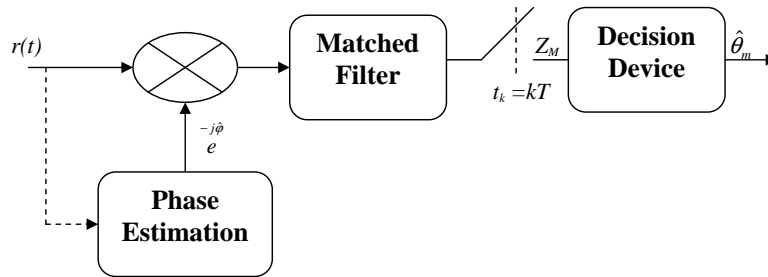 r(t)
Matched
Filter
Z_M
t_k =kT
Decision
Device
θ̂_m
e^{-jφ̂}
Phase
Estimation